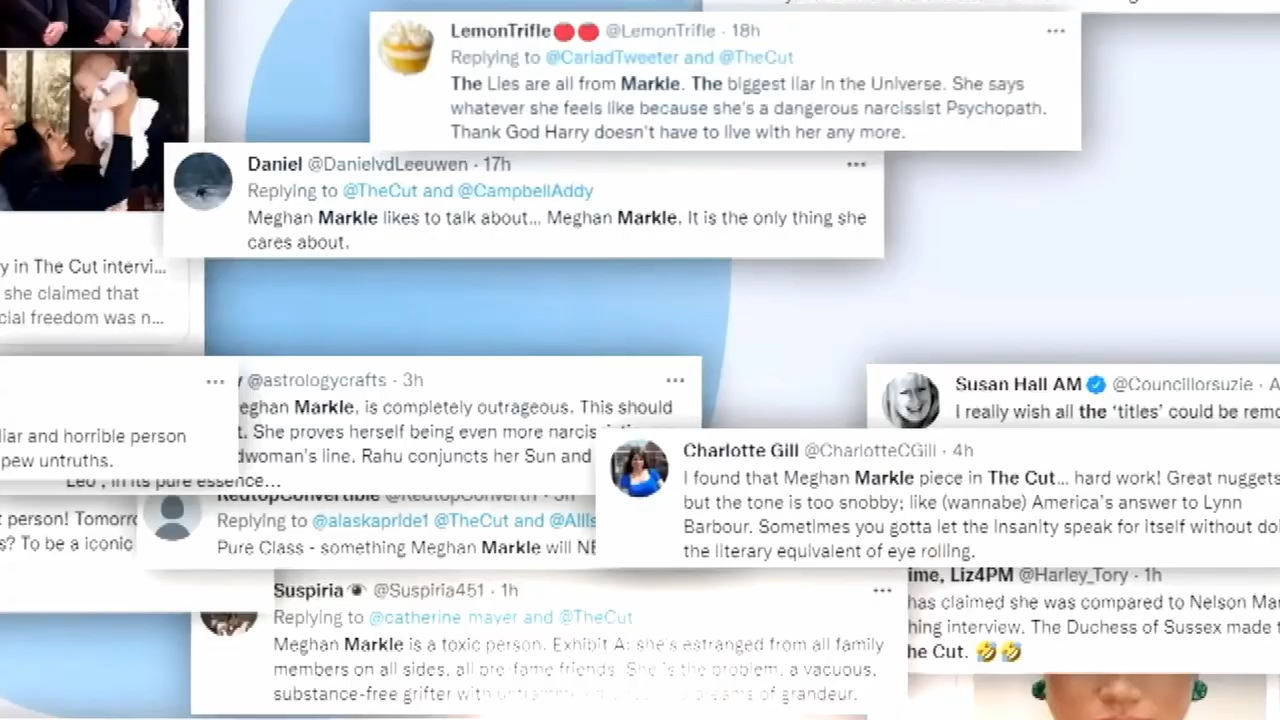 LemonTrifle @LemonTrifle · 18h
Replying to @CarladTweeter and @TheCut
The Lies are all from Markle. The biggest liar in the Universe. She says
whatever she feels like because she's a dangerous narcissist Psychopath.
Thank God Harry doesn't have to live with her any more.
Daniel @DanielvdLeeuwen · 17h
Replying to @TheCut and @CampbellAddy
Meghan Markle likes to talk about... Meghan Markle. It is the only thing she
cares about.
y in The Cut intervi...
she claimed that
cial freedom was n...
@astrologycrafts · 3h
eghan Markle, is completely outrageous. This should
She proves herself being even more
dwoman's line. Rahu conjuncts her Sun and
Leo , in its pure essence...
liar and horrible person
pew untruths.
Susan Hall AM @Councillorsuzie ·
I really wish all the 'titles' could be
Charlotte Gill @CharlotteCGill · 4h
I found that Meghan Markle piece in The Cut... hard work! Great nuggets
but the tone is too snobby; like (wannabe) America's answer to Lynn
Barbour. Sometimes you gotta let the insanity speak for itself without
the literary equivalent of eye rolling.
RedtopConvertible
Replying to @alaskapride1 @TheCut and
Pure Class - something Meghan Markle will
person! Tomorr
s? To be a iconic
Suspiria @Suspiria451 · 1h
Replying to @catherine mayer and @TheCut
Meghan Markle is a toxic person. Exhibit A: she's estranged from all family
members on all sides, all pre-fame friends. She is the problem, a vacuous,
substance-free grifter with dreams of grandeur.
ime, Liz4PM @Harley_Tory · 1h
has claimed she was compared to Nelson
hing interview. The Duchess of Sussex made
he Cut.